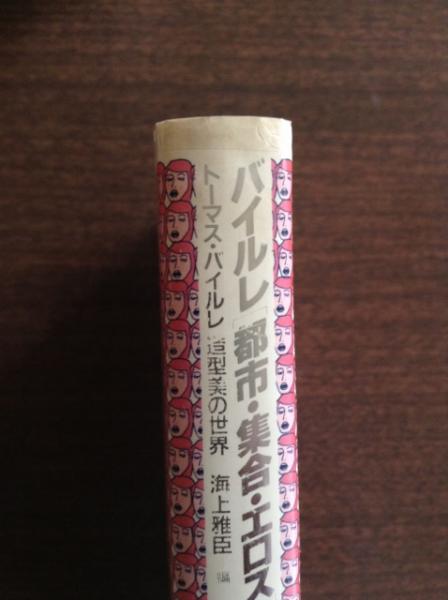 バイルレ［都市・集合・エロス
トーマス・バイルレ造型美の世界 海上雅臣 編